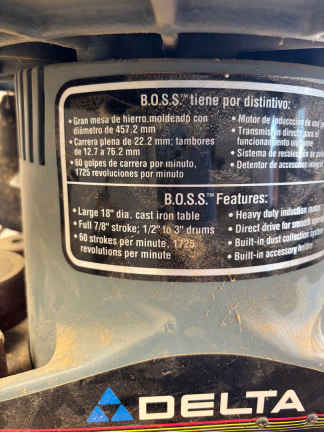 B.O.S.S.™ tiene por distintivo:
• Gran mesa de hierro moldeado con
diámetro de 457.2 mm
• Carrera plena de 22.2 mm; tambores
de 12.7 a 76.2 mm
• 60 golpes de carrera por minuto,
1725 revoluciones por minuto
• Motor de inducción de
• Transmisión directa para el
funcionamiento
• Sistema de
• Detentor de accesorios
B.O.S.S.™ Features:
• Large 18" dia. cast iron table
• Full 7/8" stroke; 1/2" to 3" drums
• 60 strokes per minute, 1725
revolutions per minute
• Heavy duty induction
• Direct drive for smooth
• Built-in dust collection
• Built-in accessory
DELTA